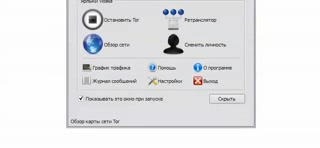 Ярлыки Vidalia
Остановить Tor Ретранслятор
Обзор сети Сменить личность
График трафика Помощь О программе
Журнал сообщений Настройки Выход
Показывать это окно при запуске Скрыть
Обзор карты сети Tor